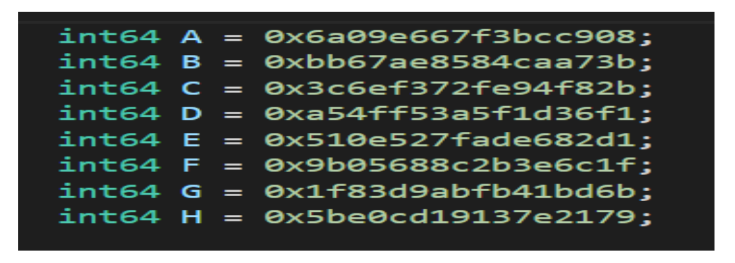 int64 A = 0x6a09e667f3bcc908;
int64 B = 0xbb67ae8584caa73b;
int64 C = 0x3c6ef372fe94f82b;
int64 D = 0xa54ff53a5f1d36f1;
int64 E = 0x510e527fade682d1;
int64 F = 0x9b05688c2b3e6c1f;
int64 G = 0x1f83d9abfb41bd6b;
int64 H = 0x5be0cd19137e2179;